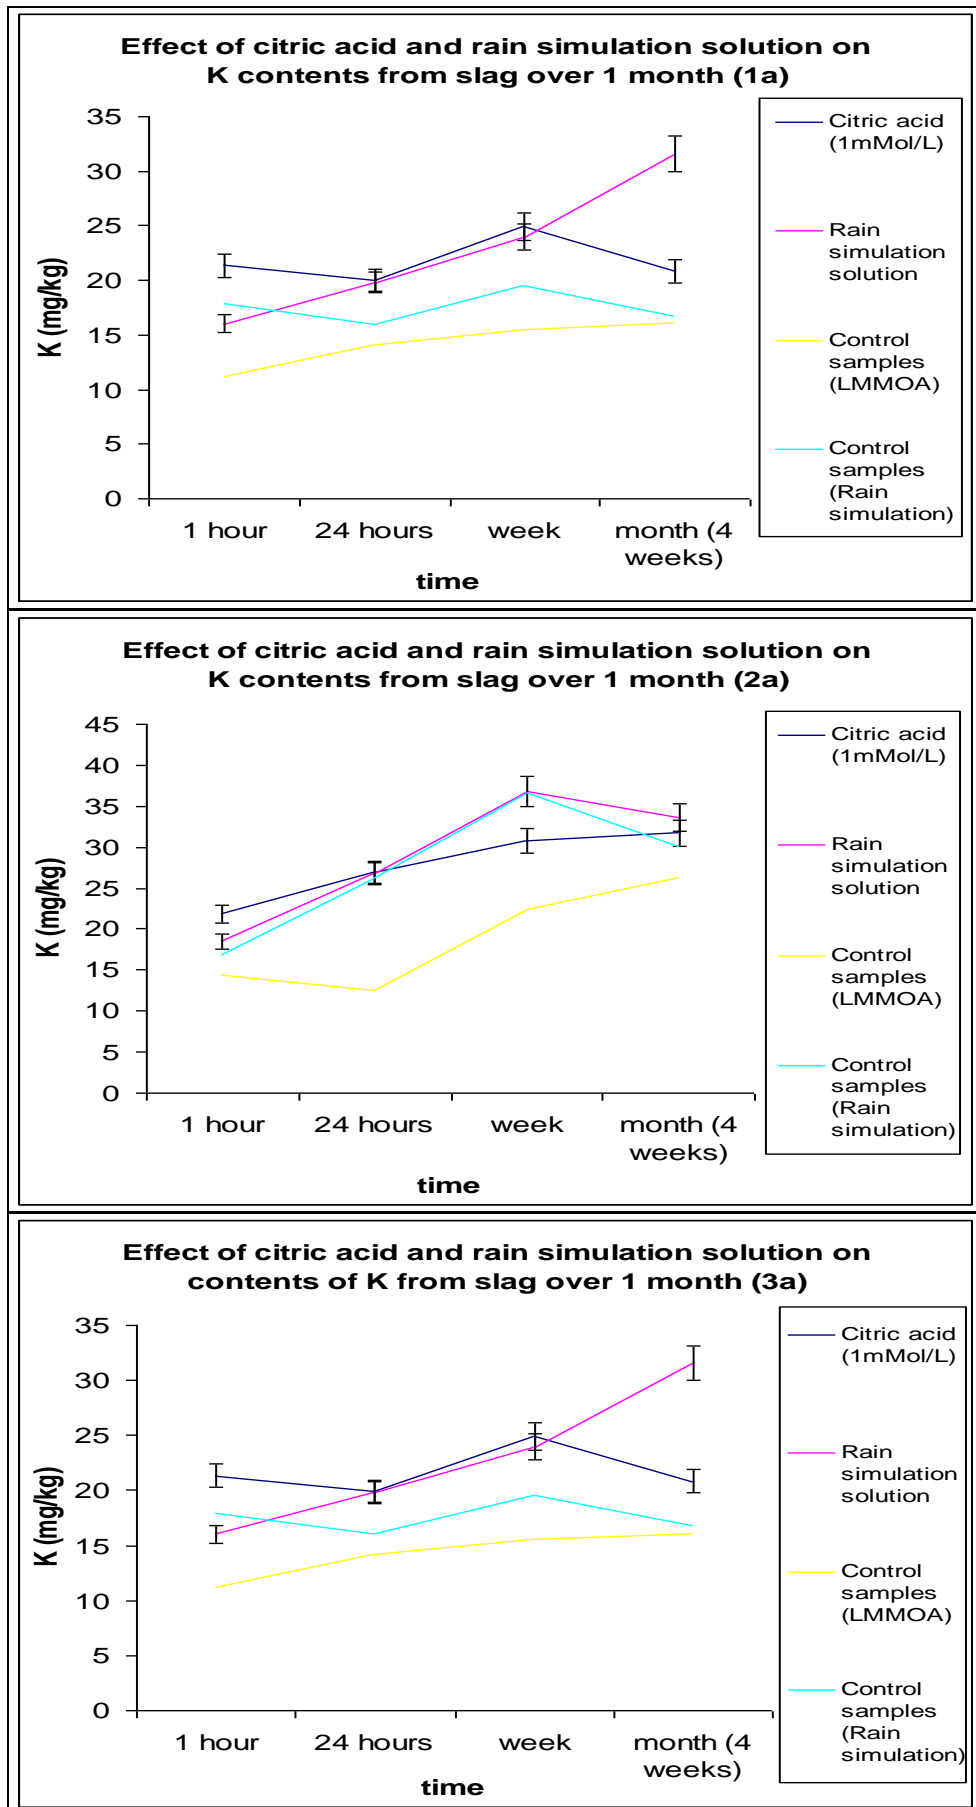 Effect of citric acid and rain simulation solution on
K contents from slag over 1 month (1a)
K (mg/kg)
35
30
25
20
15
10
5
0
1 hour
24 hours
week
month (4
weeks)
time
Citric acid
(1mMol/L)
Rain
simulation
solution
Control
samples
(LMMOA)
Control
samples
(Rain
simulation)
Effect of citric acid and rain simulation solution on
K contents from slag over 1 month (2a)
K (mg/kg)
45
40
35
30
25
20
15
10
5
0
1 hour
24 hours
week
month (4
weeks)
time
Citric acid
(1mMol/L)
Rain
simulation
solution
Control
samples
(LMMOA)
Control
samples
(Rain
simulation)
Effect of citric acid and rain simulation solution on
contents of K from slag over 1 month (3a)
K (mg/kg)
35
30
25
20
15
10
5
0
1 hour
24 hours
week
month (4
weeks)
time
Citric acid
(1mMol/L)
Rain
simulation
solution
Control
samples
(LMMOA)
Control
samples
(Rain
simulation)